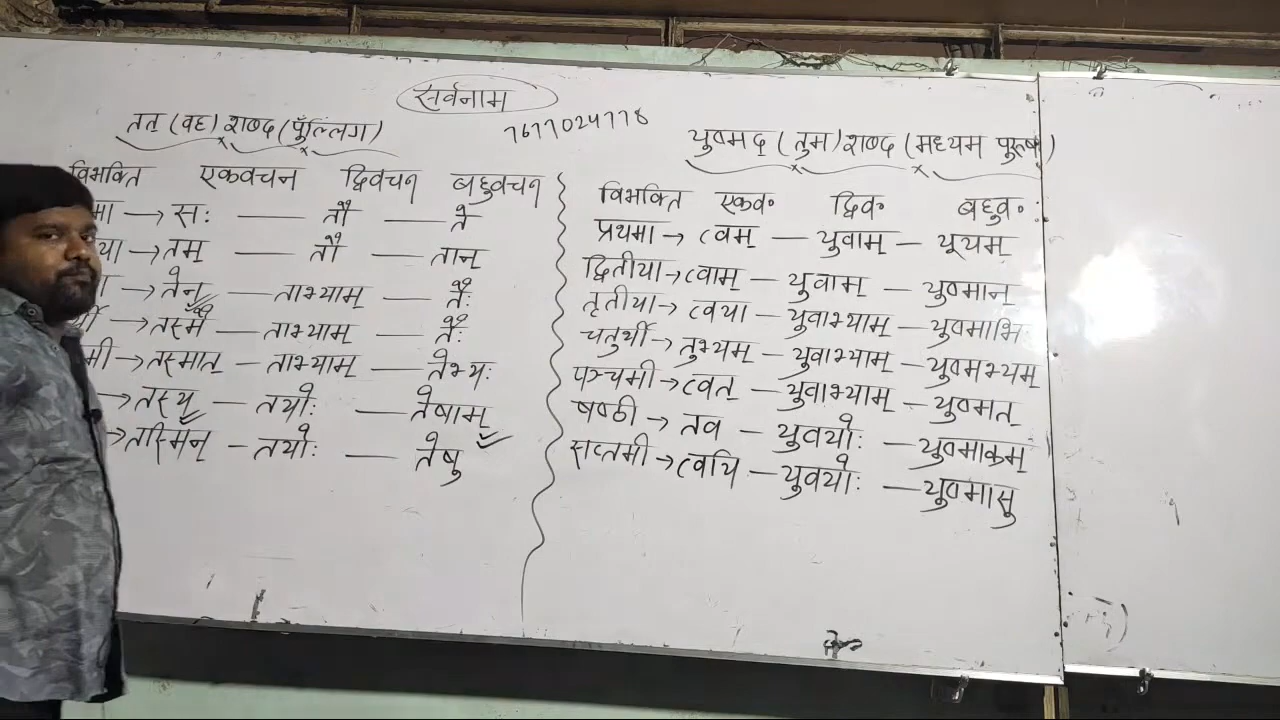 सर्वनाम
तत् (वह) शब्द (पुँल्लिग)
7677024778
विभक्ति एकवचन द्विवचन बहुवचन
मा → सः — तौ — ते
या → तम् — तौ — तान्
ा → तेन् — ताभ्याम् — तैः
र्थी → तस्मै — ताभ्याम् — तैः
मी → तस्मात् — ताभ्याम् — तेभ्यः
→ तस्य् — तयोः — तेषाम्
→ तस्मिन् — तयोः — तेषु
युष्मद् (तुम) शब्द (मध्यम पुरूष)
विभक्ति एकव॰ द्विव॰ बहुव॰
प्रथमा → त्वम् — युवाम् — यूयम्
द्वितीया → त्वाम् — युवाम् — युष्मान्
तृतीया → त्वया — युवाभ्याम् — युष्माभि
चतुर्थी → तुभ्यम् — युवाभ्याम् — युष्मभ्यम्
पञ्चमी → त्वत् — युवाभ्याम् — युष्मत्
षष्ठी → तव — युवयोः — युष्माकम्
सप्तमी → त्वयि — युवयोः — युष्मासु